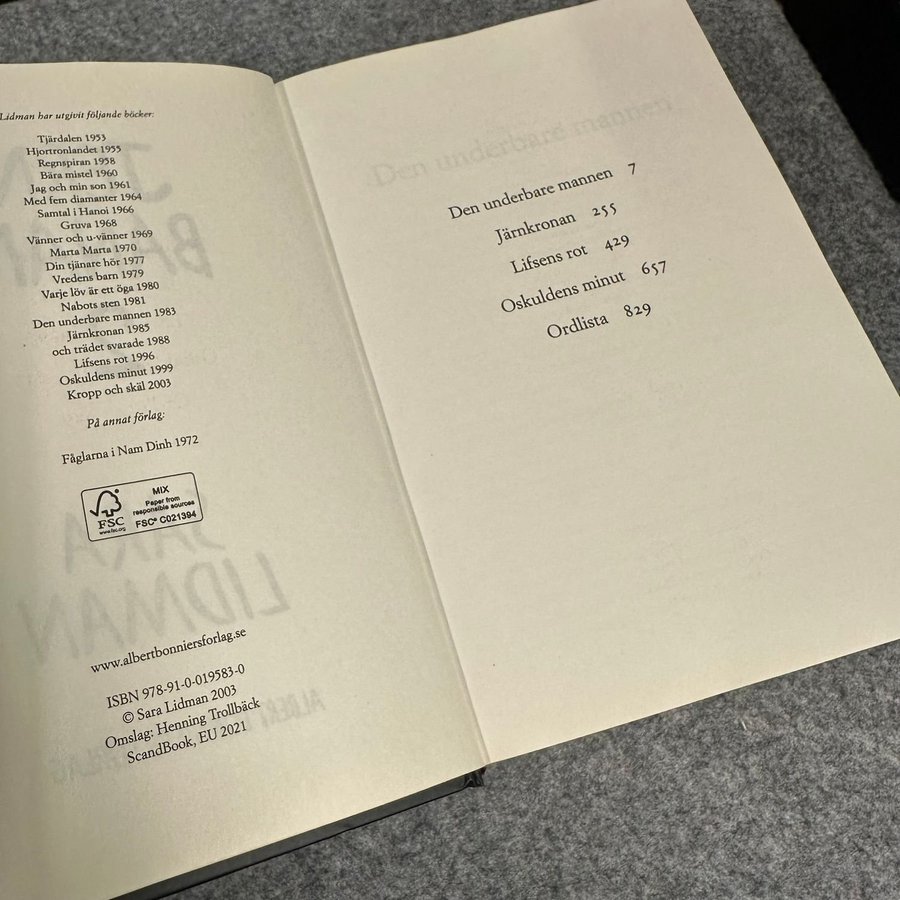 Lidman har utgivit följande böcker:
Tjärdalen 1953
Hjortronlandet 1955
Regnspiran 1958
Bära mistel 1960
Jag och min son 1961
Med fem diamanter 1964
Samtal i Hanoi 1966
Gruva 1968
Vänner och u-vänner 1969
Marta Marta 1970
Din tjänare hör 1977
Vredens barn 1979
Varje löv är ett öga 1980
Nabots sten 1981
Den underbare mannen 1983
Järnkronan 1985
och trädet svarade 1988
Lifsens rot 1996
Oskuldens minut 1999
Kropp och skäl 2003
På annat förlag:
Fåglarna i Nam Dinh 1972
FSC
www.fsc.org
MIX
Paper from
responsible sources
FSC® C021394
www.albertbonniersforlag.se
ISBN 978-91-0-019583-0
© Sara Lidman 2003
Omslag: Henning Trollbäck
ScandBook, EU 2021
Den underbare mannen
Den underbare mannen 7
Järnkronan 255
Lifsens rot 429
Oskuldens minut 657
Ordlista 829
SARA
LIDMAN